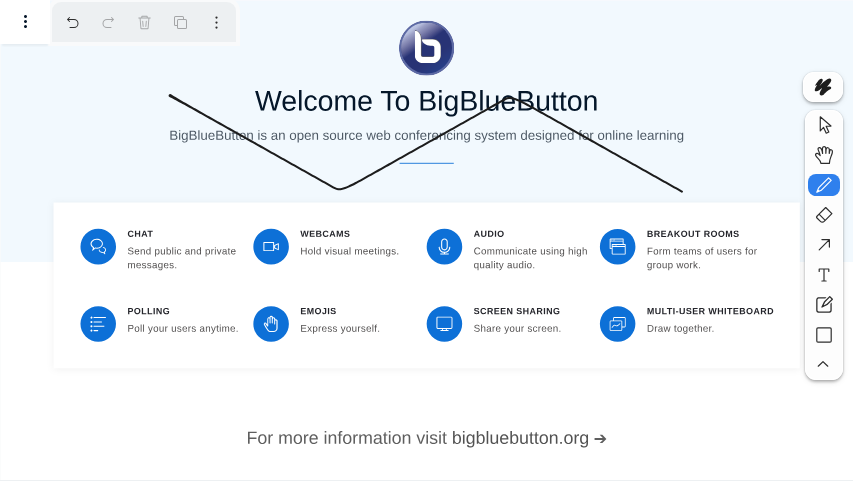 Welcome To BigBlueButton
BigBlueButton is an open source web conferencing system designed for online learning
CHAT
Send public and private
messages.
WEBCAMS
Hold visual meetings.
AUDIO
Communicate using high
quality audio.
BREAKOUT ROOMS
Form teams of users for
group work.
POLLING
Poll your users anytime.
EMOJIS
Express yourself.
SCREEN SHARING
Share your screen.
MULTI-USER WHITEBOARD
Draw together.
For more information visit bigbluebutton.org ➔